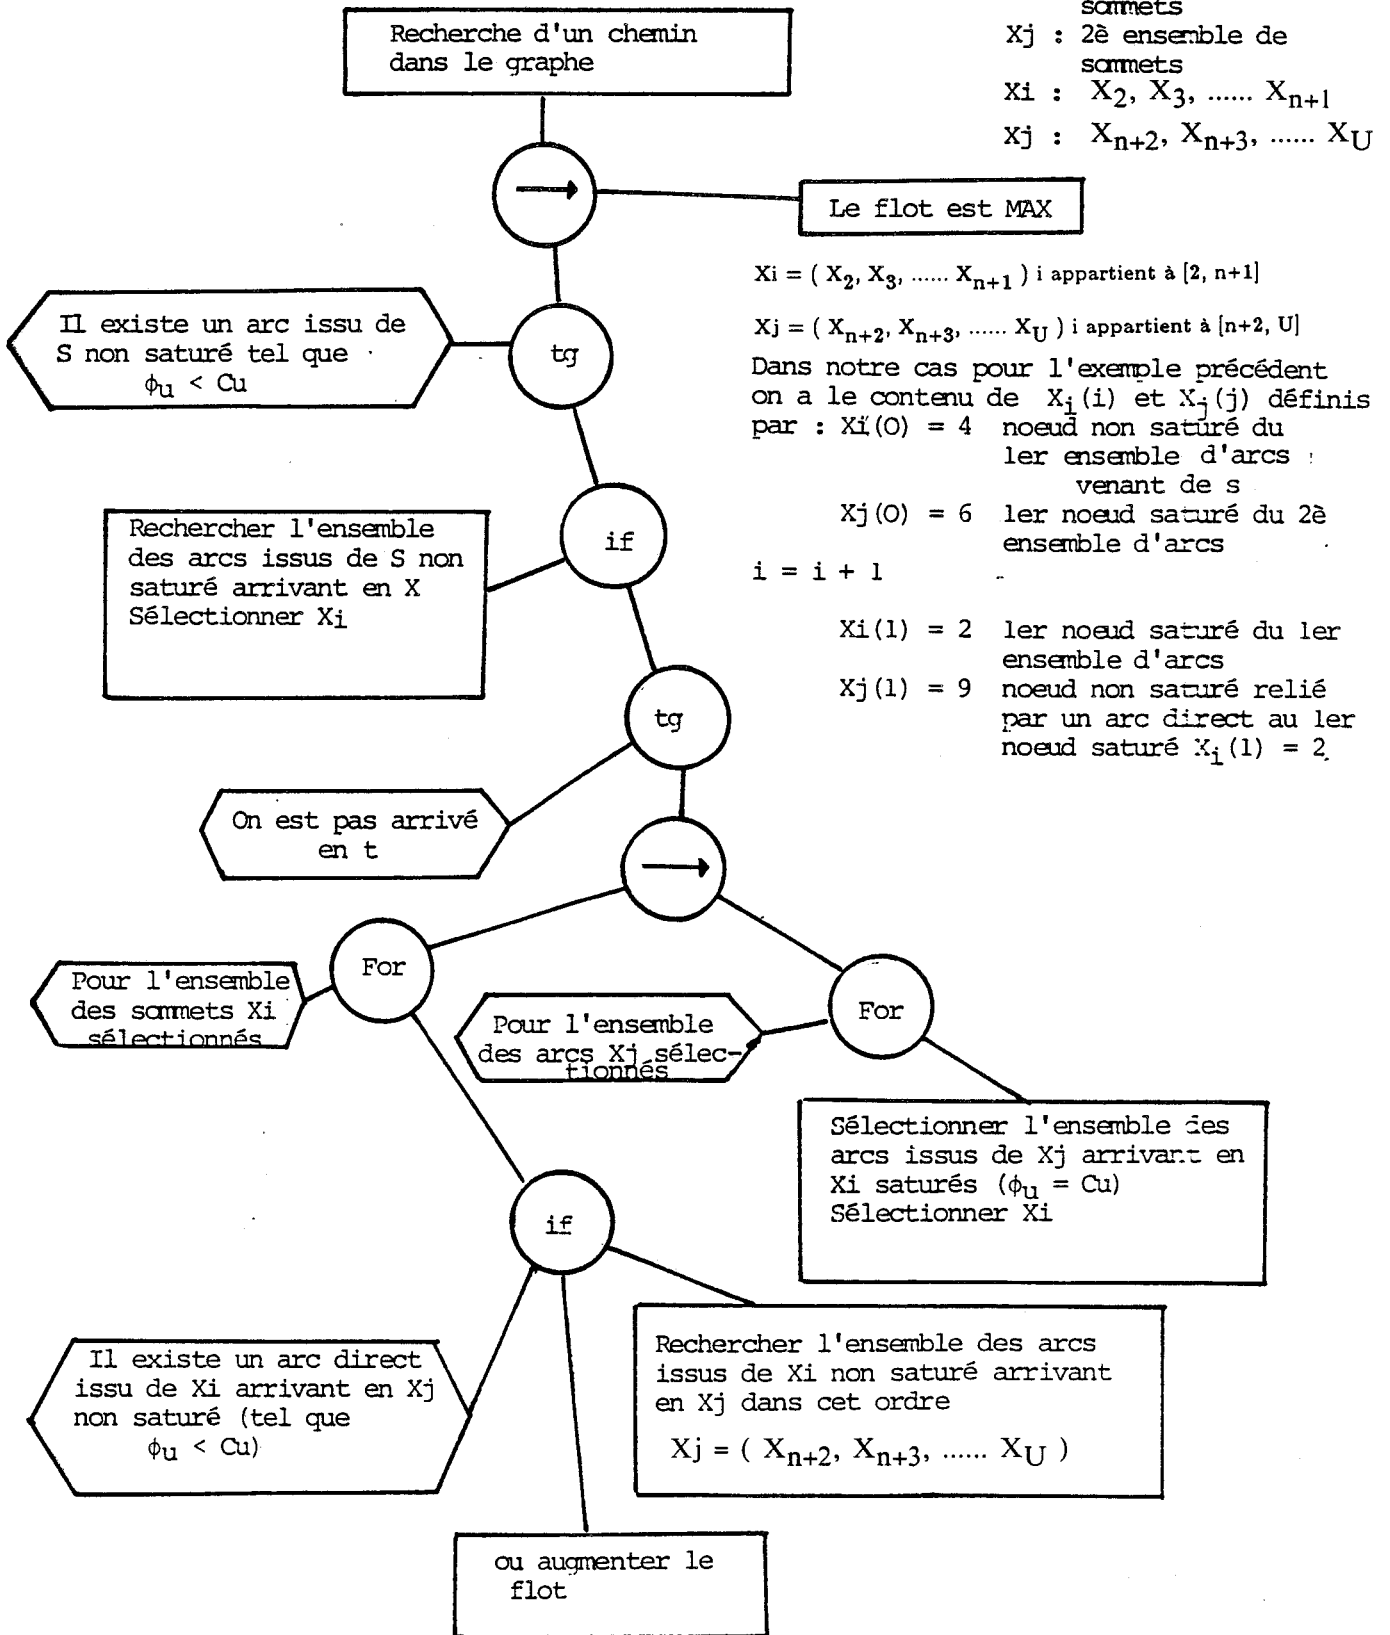 Recherche d'un chemin
dans le graphe
sommets
Xj : 2è ensemble de
sommets
Xi : X2, X3, ...... Xn+1
Xj : Xn+2, Xn+3, ...... XU
→
Le flot est MAX
Xi = ( X2, X3, ...... Xn+1 ) i appartient à [2, n+1]
Xj = ( Xn+2, Xn+3, ...... XU ) i appartient à [n+2, U]
Dans notre cas pour l'exemple précédent
on a le contenu de Xi(i) et Xj(j) définis
par : Xi(0) = 4 noeud non saturé du
1er ensemble d'arcs
venant de s
Xj(0) = 6 1er noeud saturé du 2è
ensemble d'arcs
i = i + 1
Xi(1) = 2 1er noeud saturé du 1er
ensemble d'arcs
Xj(1) = 9 noeud non saturé relié
par un arc direct au 1er
noeud saturé Xi(1) = 2
Il existe un arc issu de
S non saturé tel que
ϕu < Cu
tg
Rechercher l'ensemble
des arcs issus de S non
saturé arrivant en X
Sélectionner Xi
if
tg
On est pas arrivé
en t
→
For
Pour l'ensemble
des sommets Xi
sélectionnés
For
Pour l'ensemble
des arcs Xj sélec-
tionnés
Sélectionner l'ensemble des
arcs issus de Xj arrivant en
Xi saturés (ϕu = Cu)
Sélectionner Xi
if
Il existe un arc direct
issu de Xi arrivant en Xj
non saturé (tel que
ϕu < Cu)
Rechercher l'ensemble des arcs
issus de Xi non saturé arrivant
en Xj dans cet ordre
Xj = ( Xn+2, Xn+3, ...... XU )
ou augmenter le
flot